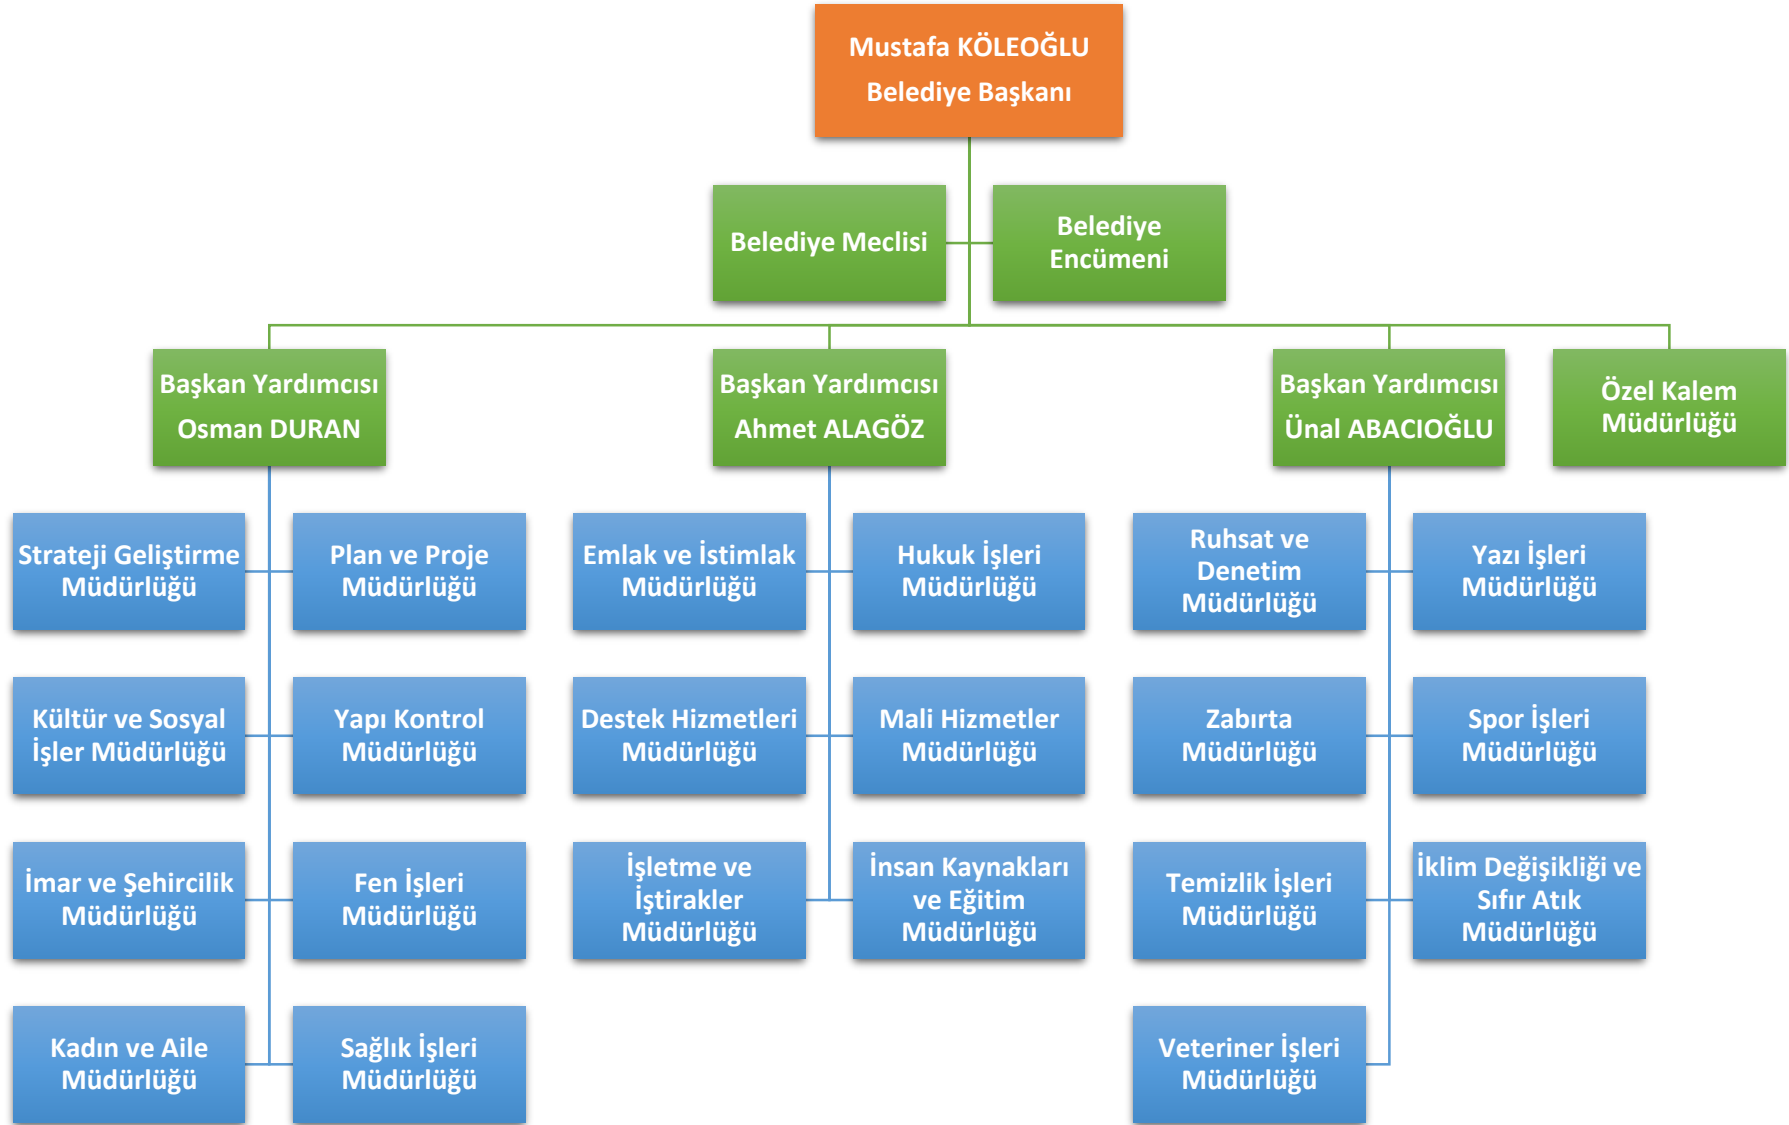 Mustafa KÖLEOĞLU
Belediye Başkanı
Belediye Meclisi
Belediye
Encümeni
Başkan Yardımcısı
Osman DURAN
Başkan Yardımcısı
Ahmet ALAGÖZ
Başkan Yardımcısı
Ünal ABACIOĞLU
Özel Kalem
Müdürlüğü
Strateji Geliştirme
Müdürlüğü
Plan ve Proje
Müdürlüğü
Emlak ve İstimlak
Müdürlüğü
Hukuk İşleri
Müdürlüğü
Ruhsat ve
Denetim
Müdürlüğü
Yazı İşleri
Müdürlüğü
Kültür ve Sosyal
İşler Müdürlüğü
Yapı Kontrol
Müdürlüğü
Destek Hizmetleri
Müdürlüğü
Mali Hizmetler
Müdürlüğü
Zabırta
Müdürlüğü
Spor İşleri
Müdürlüğü
İmar ve Şehircilik
Müdürlüğü
Fen İşleri
Müdürlüğü
İşletme ve
İştirakler
Müdürlüğü
İnsan Kaynakları
ve Eğitim
Müdürlüğü
Temizlik İşleri
Müdürlüğü
İklim Değişikliği ve
Sıfır Atık
Müdürlüğü
Kadın ve Aile
Müdürlüğü
Sağlık İşleri
Müdürlüğü
Veteriner İşleri
Müdürlüğü